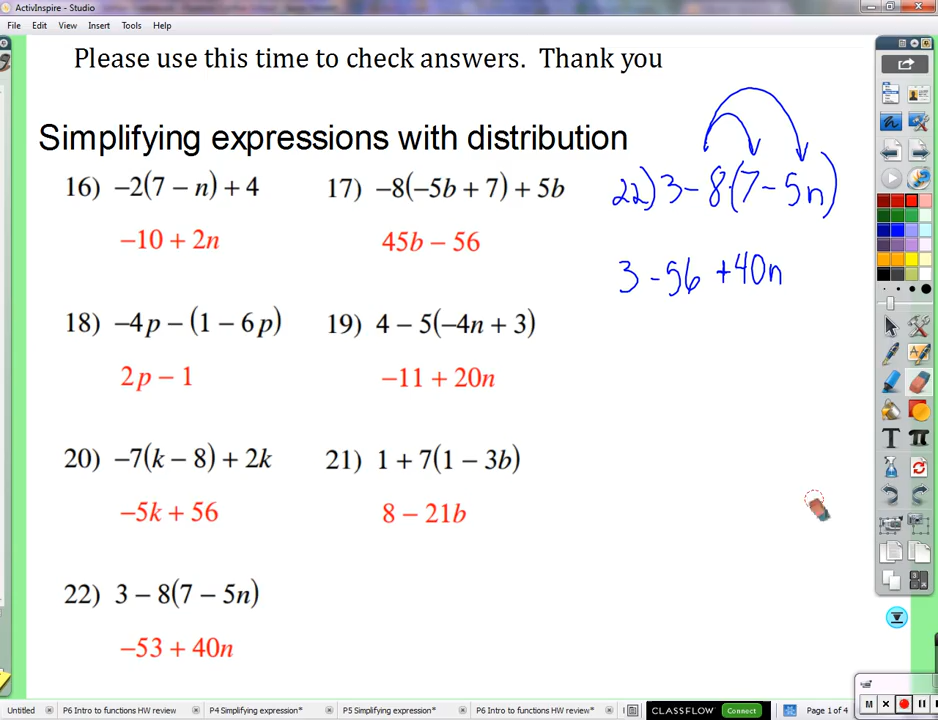 ActivInspire - Studio
File Edit View Insert Tools Help
Please use this time to check answers. Thank you
Simplifying expressions with distribution
16) −2(7 − n) + 4 17) −8(−5b + 7) + 5b
−10 + 2n 45b − 56
22) 3 − 8·(7 − 5n)
3 − 56 + 40n
18) −4p − (1 − 6p) 19) 4 − 5(−4n + 3)
2p − 1 −11 + 20n
20) −7(k − 8) + 2k 21) 1 + 7(1 − 3b)
−5k + 56 8 − 21b
22) 3 − 8(7 − 5n)
−53 + 40n
Untitled P6 Intro to functions HW review P4 Simplifying expression* P5 Simplifying expression* P6 Intro to functions HW review* CLASSFLOW Connect Page 1 of 4
M